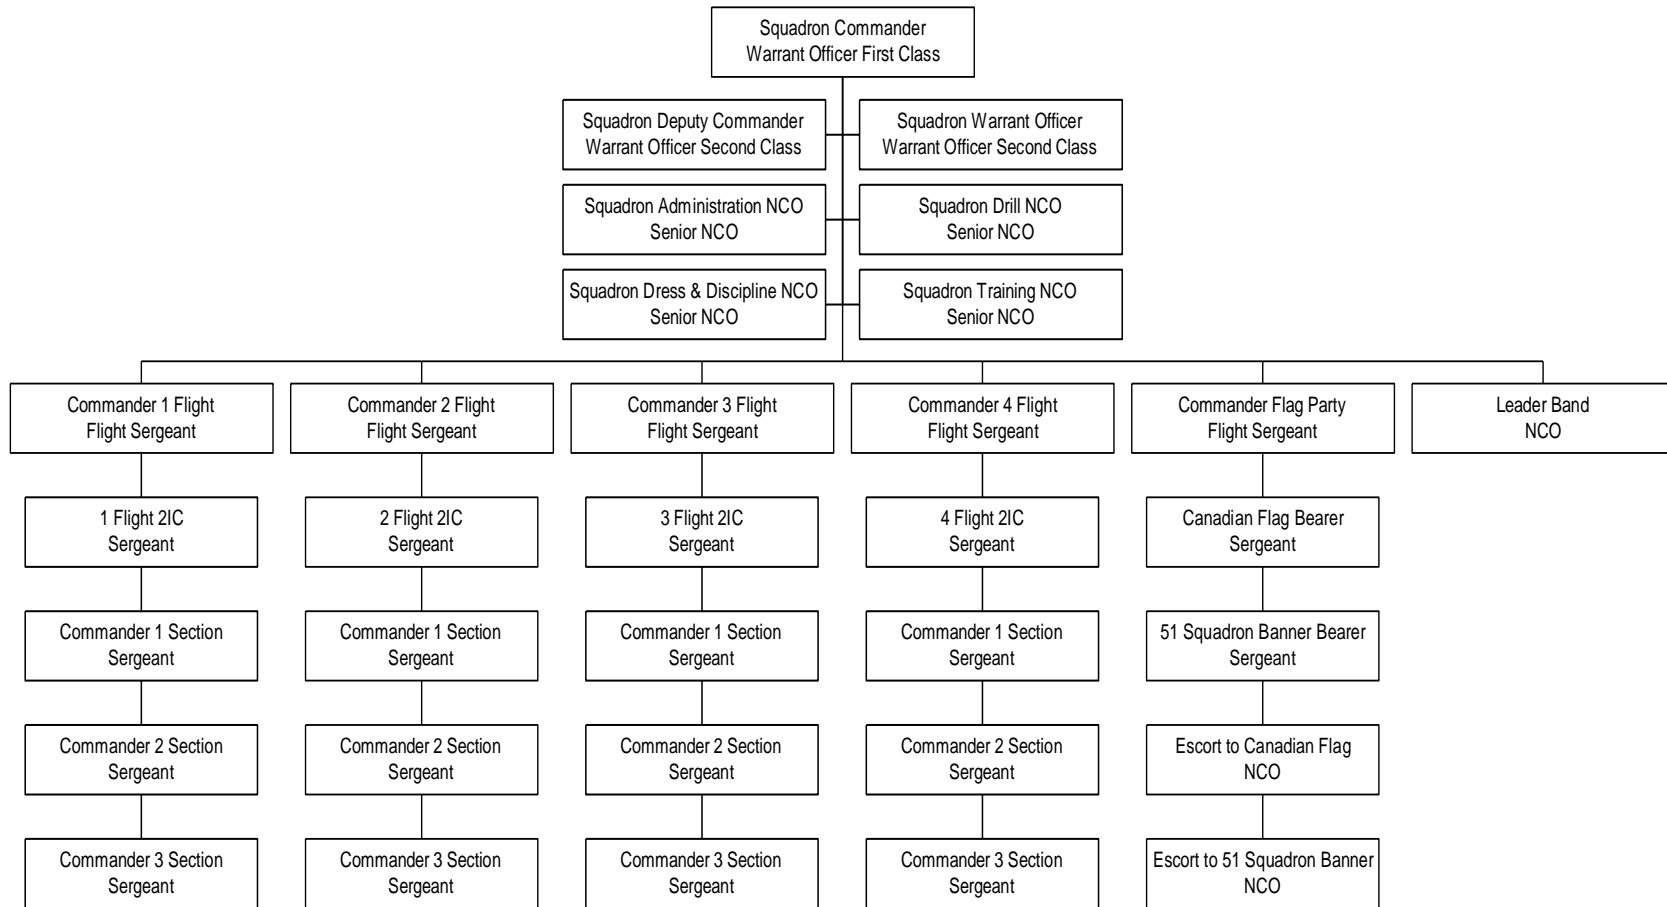 Squadron Commander
Warrant Officer First Class
Squadron Deputy Commander
Warrant Officer Second Class
Squadron Warrant Officer
Warrant Officer Second Class
Squadron Administration NCO
Senior NCO
Squadron Drill NCO
Senior NCO
Squadron Dress & Discipline NCO
Senior NCO
Squadron Training NCO
Senior NCO
Commander 1 Flight
Flight Sergeant
Commander 2 Flight
Flight Sergeant
Commander 3 Flight
Flight Sergeant
Commander 4 Flight
Flight Sergeant
Commander Flag Party
Flight Sergeant
Leader Band
NCO
1 Flight 2IC
Sergeant
2 Flight 2IC
Sergeant
3 Flight 2IC
Sergeant
4 Flight 2IC
Sergeant
Canadian Flag Bearer
Sergeant
Commander 1 Section
Sergeant
Commander 1 Section
Sergeant
Commander 1 Section
Sergeant
Commander 1 Section
Sergeant
51 Squadron Banner Bearer
Sergeant
Commander 2 Section
Sergeant
Commander 2 Section
Sergeant
Commander 2 Section
Sergeant
Commander 2 Section
Sergeant
Escort to Canadian Flag
NCO
Commander 3 Section
Sergeant
Commander 3 Section
Sergeant
Commander 3 Section
Sergeant
Commander 3 Section
Sergeant
Escort to 51 Squadron Banner
NCO